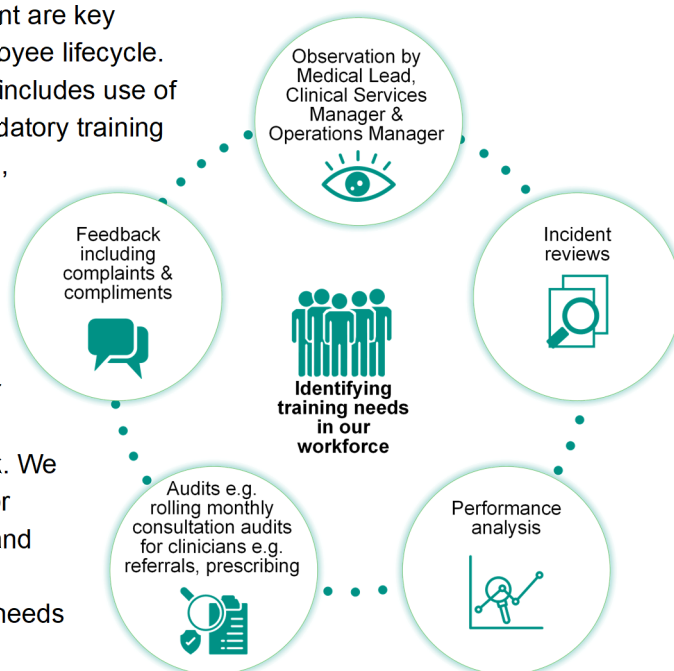 nt are key
oyee lifecycle.
includes use of
datory training
,
. We
or
and
needs
Observation by
Medical Lead,
Clinical Services
Manager &
Operations Manager
Incident
reviews
Performance
analysis
Audits e.g.
rolling monthly
consultation audits
for clinicians e.g.
referrals, prescribing
Feedback
including
complaints &
compliments
Identifying
training needs
in our
workforce